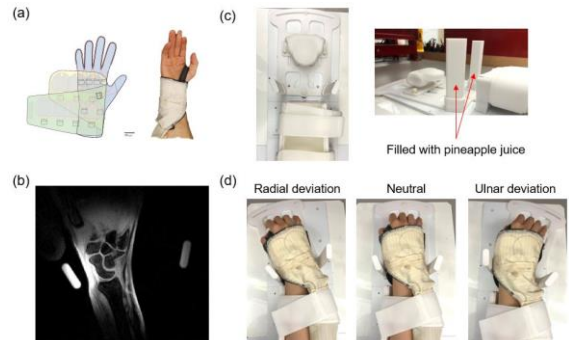 (a)
(c)
Filled with pineapple juice
(b)
(d)
Radial deviation
Neutral
Ulnar deviation